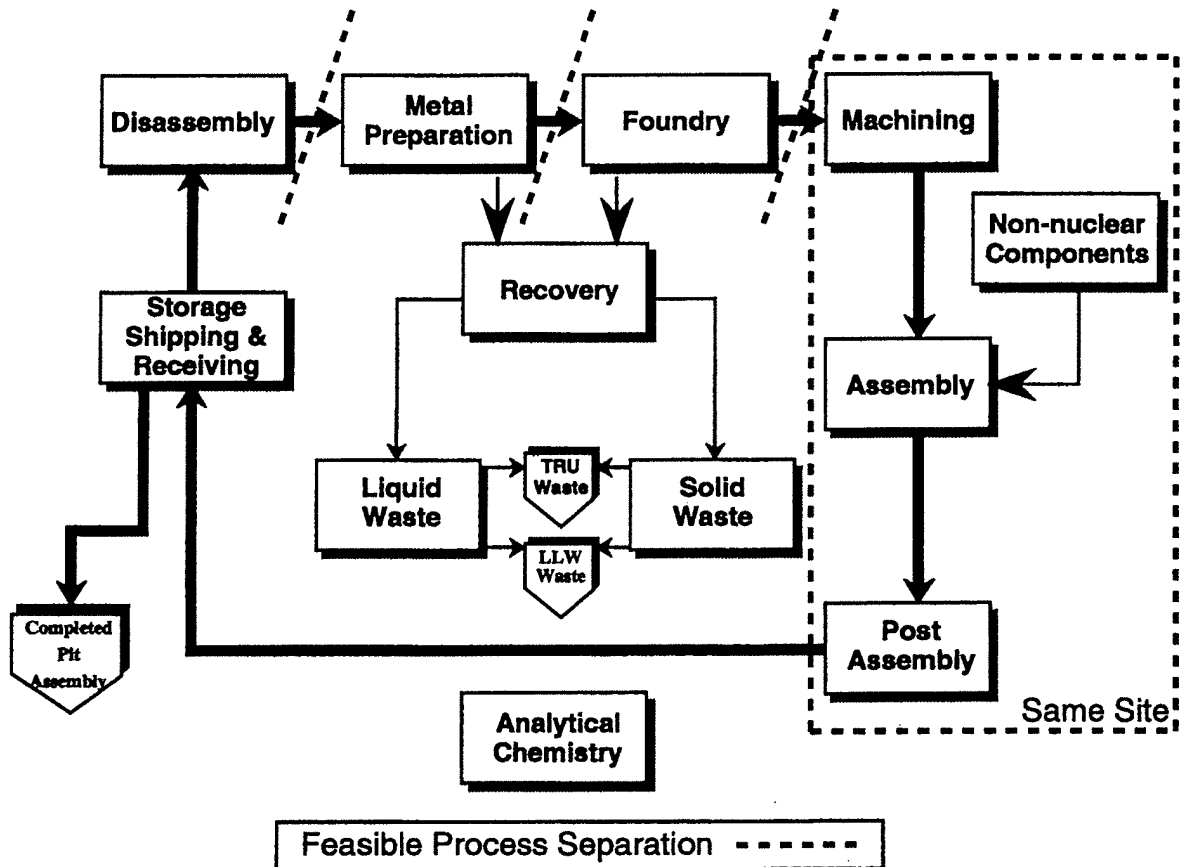 Disassembly
Metal
Preparation
Foundry
Machining
Non-nuclear
Components
Storage
Shipping &
Receiving
Recovery
Assembly
Liquid
Waste
TRU
Waste
Solid
Waste
LLW
Waste
Completed
Pit
Assembly
Post
Assembly
Same Site
Analytical
Chemistry
Feasible Process Separation